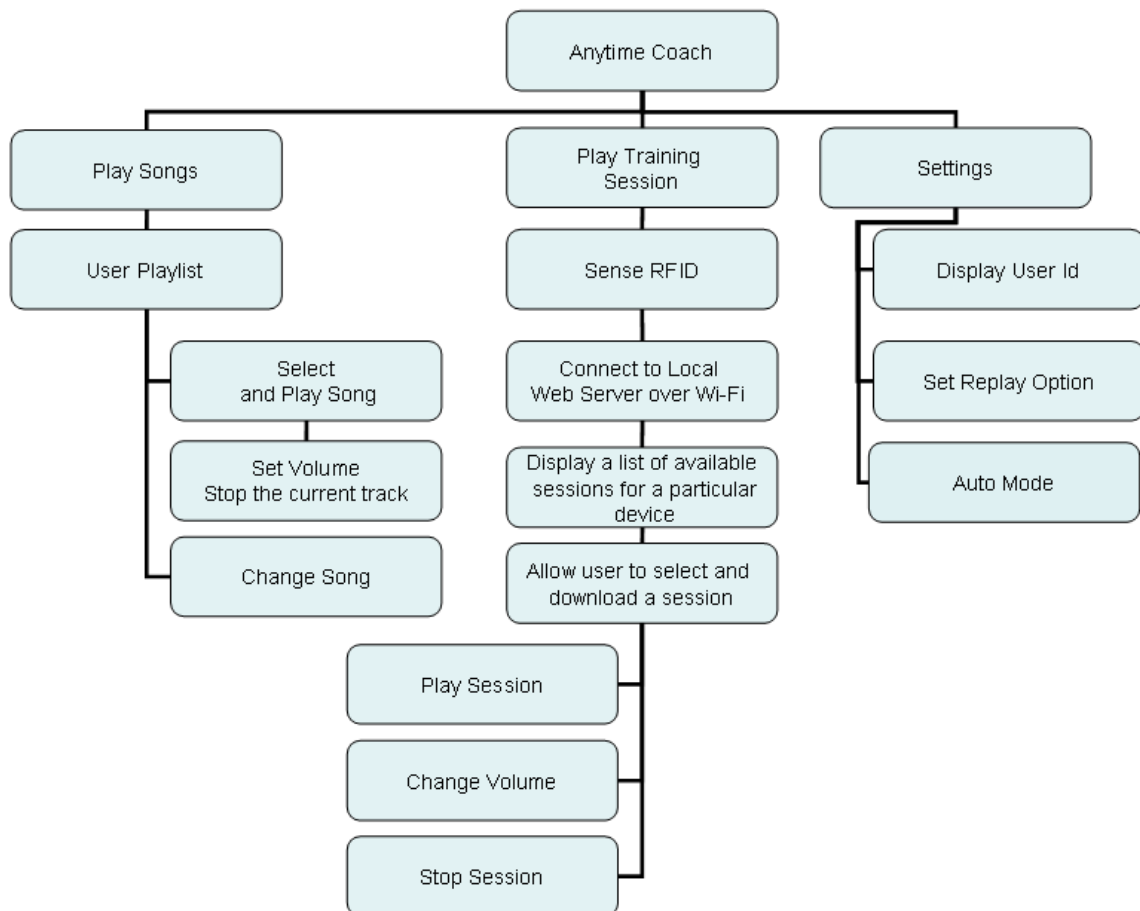 Anytime Coach
Play Songs
User Playlist
Select
and Play Song
Set Volume
Stop the current track
Change Song
Play Training
Session
Sense RFID
Connect to Local
Web Server over Wi-Fi
Display a list of available
sessions for a particular
device
Allow user to select and
download a session
Play Session
Change Volume
Stop Session
Settings
Display User Id
Set Replay Option
Auto Mode